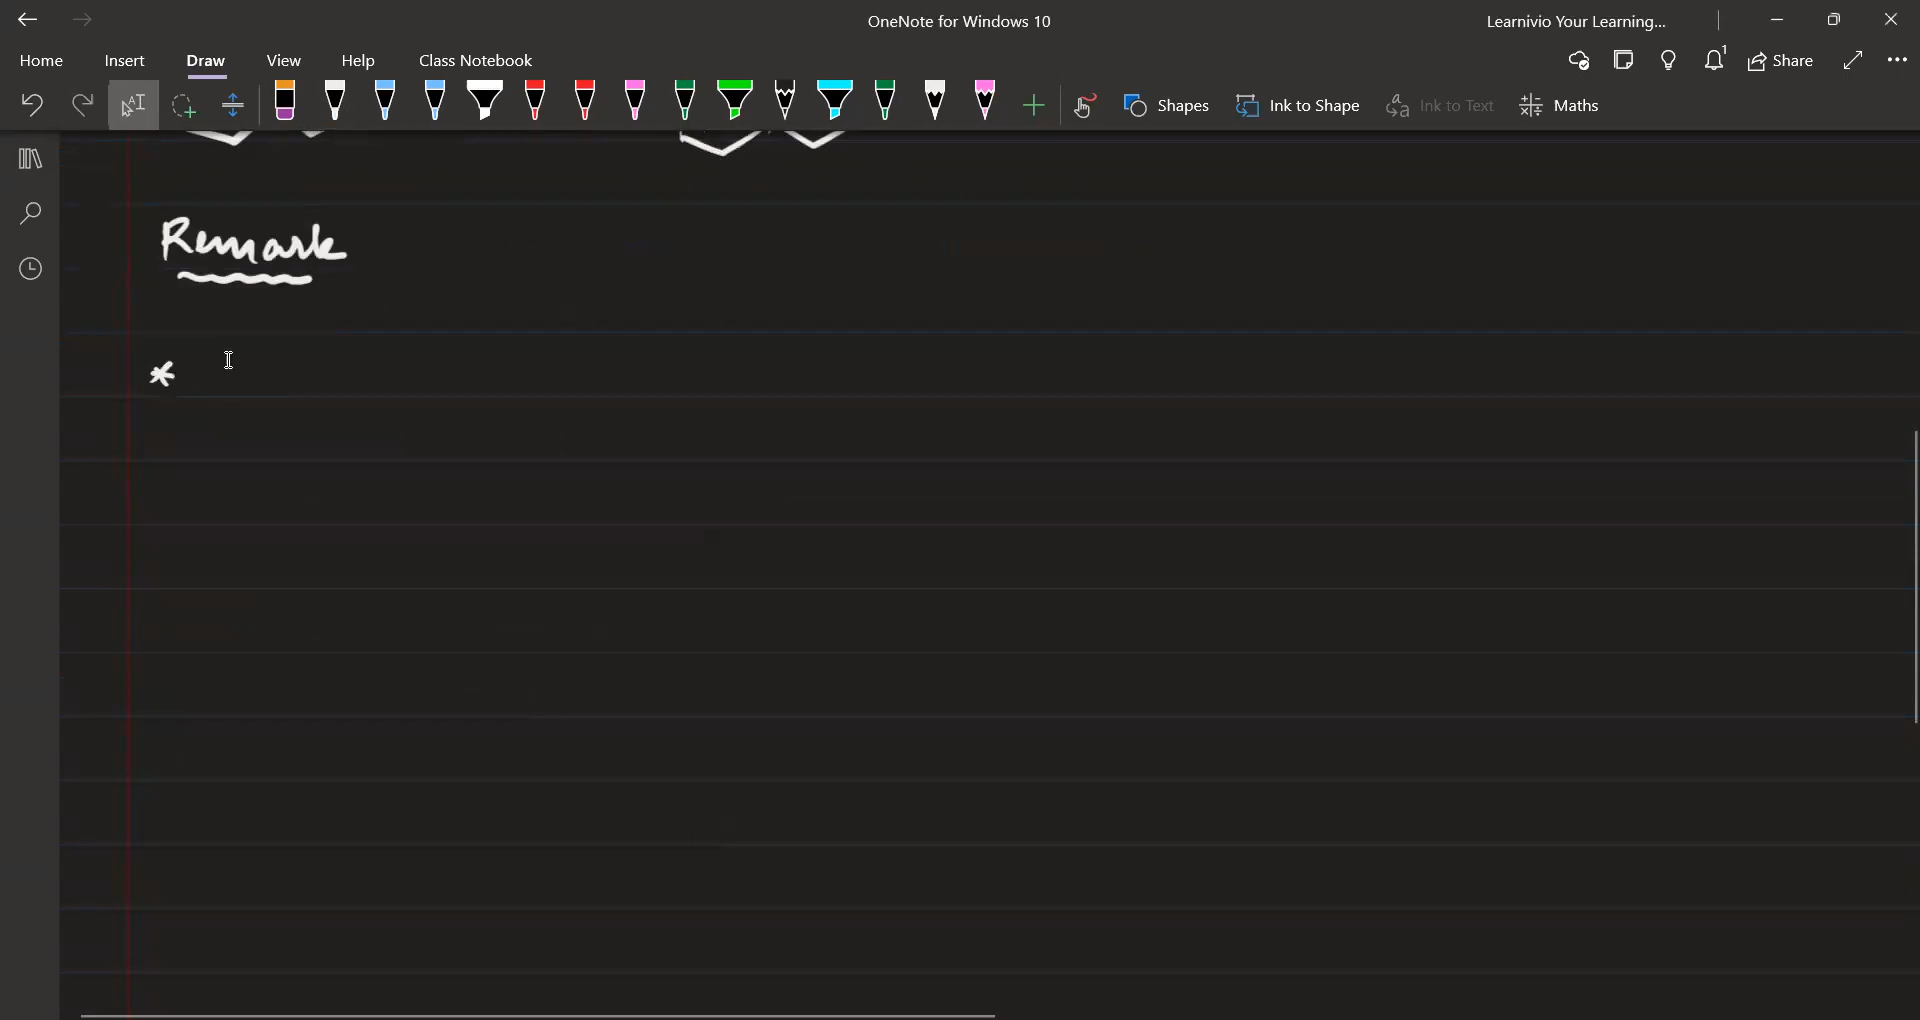 OneNote for Windows 10
Learnivio Your Learning...
Home Insert Draw View Help Class Notebook
1
Share
Shapes Ink to Shape Ink to Text Maths
Remark
*